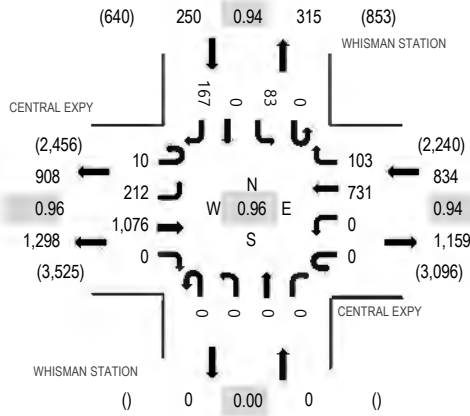 (640) 250 0.94 315 (853)
WHISMAN STATION
167 0 83 0
CENTRAL EXPY
(2,456) (2,240)
10 103
908 834
212 N 731
0.96 W 0.96 E 0.94
1,076 0
1,298 S 1,159
0 0
(3,525) (3,096)
0 0 0 0
CENTRAL EXPY
WHISMAN STATION
() 0 0.00 0 ()